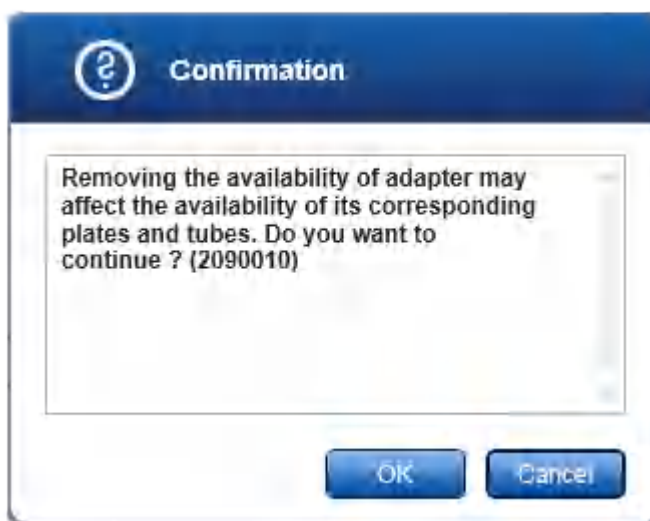 Confirmation
Removing the availability of adapter may
affect the availability of its corresponding
plates and tubes. Do you want to
continue ? (2090010)
OK
Cancel